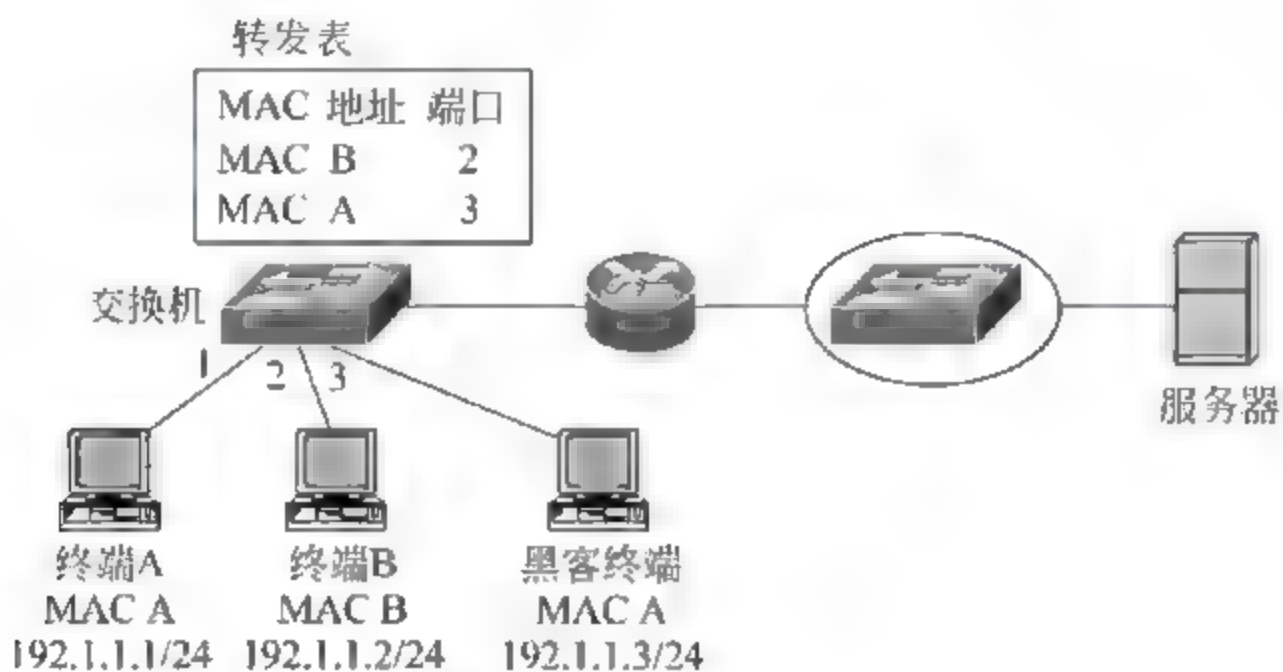 转发表
MAC 地址 端口
MAC B 2
MAC A 3
交换机
1 2 3
服务器
终端A 终端B 黑客终端
MAC A MAC B MAC A
192.1.1.1/24 192.1.1.2/24 192.1.1.3/24